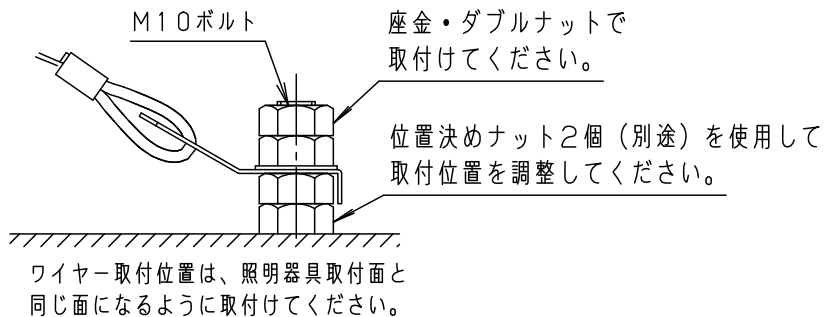 M10ボルト
座金・ダブルナットで
取付けてください。
位置決めナット2個（別途）を使用して
取付位置を調整してください。
ワイヤー取付位置は、照明器具取付面と
同じ面になるように取付けてください。